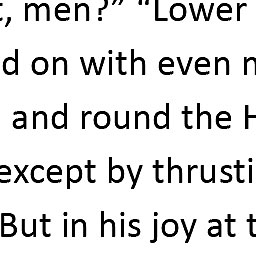 , men?” “Lower
d on with even
and round the H
except by thrusti
But in his joy at t